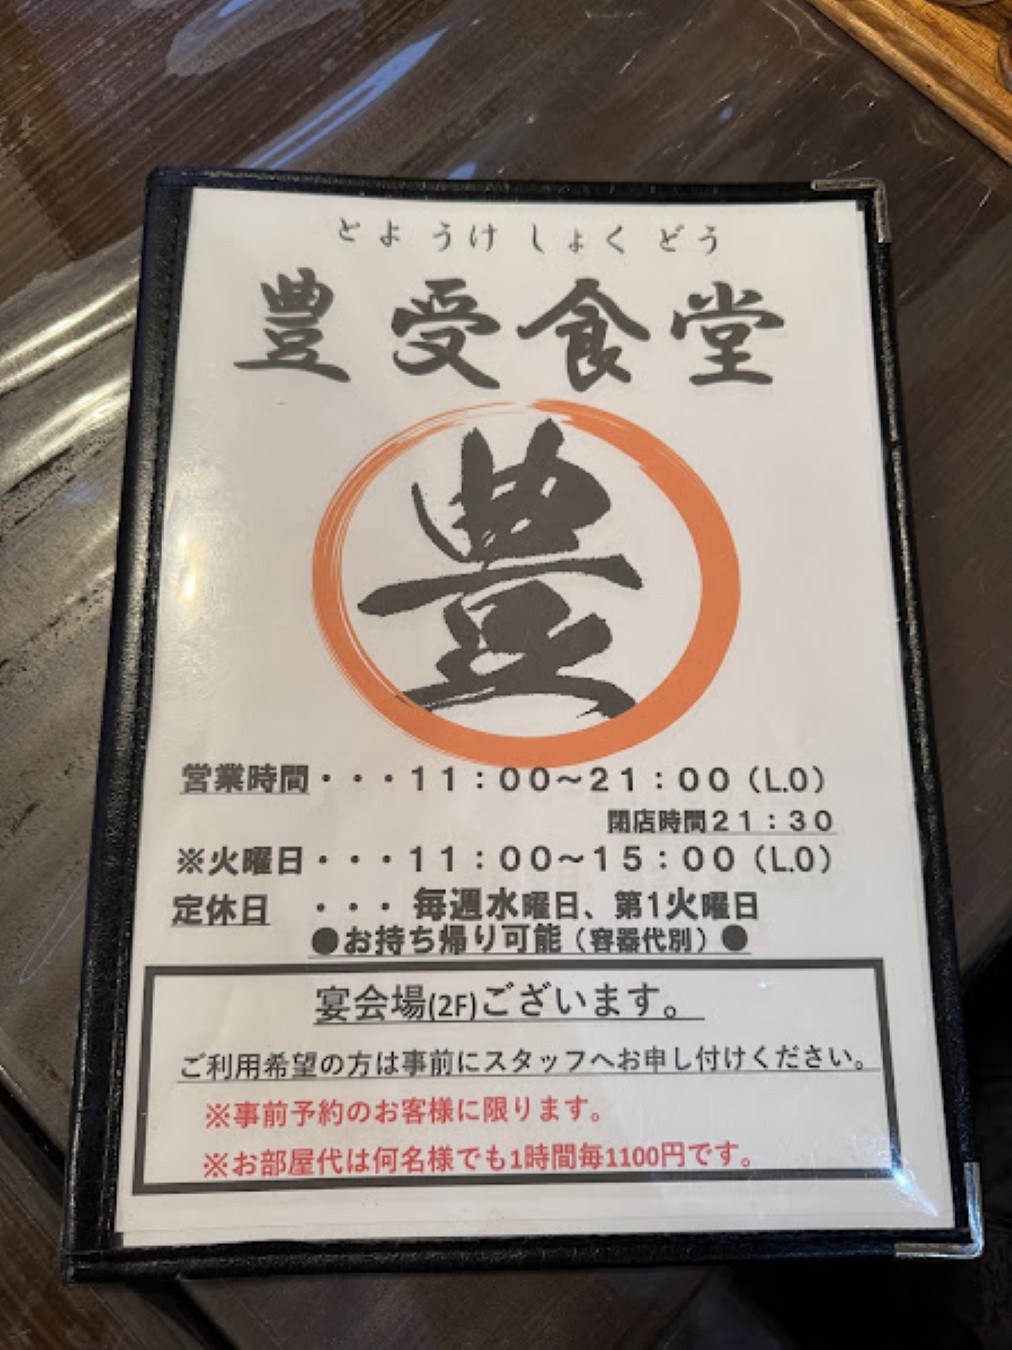 とようけしょくどう
豊受食堂
豊
営業時間・・・11：00～21：00（L.O）
閉店時間21：30
※火曜日・・・11：00～15：00（L.O）
定休日 ・・・ 毎週水曜日、第1火曜日
●お持ち帰り可能（容器代別）●
宴会場(2F)ございます。
ご利用希望の方は事前にスタッフへお申し付けください。
※事前予約のお客様に限ります。
※お部屋代は何名様でも1時間毎1100円です。